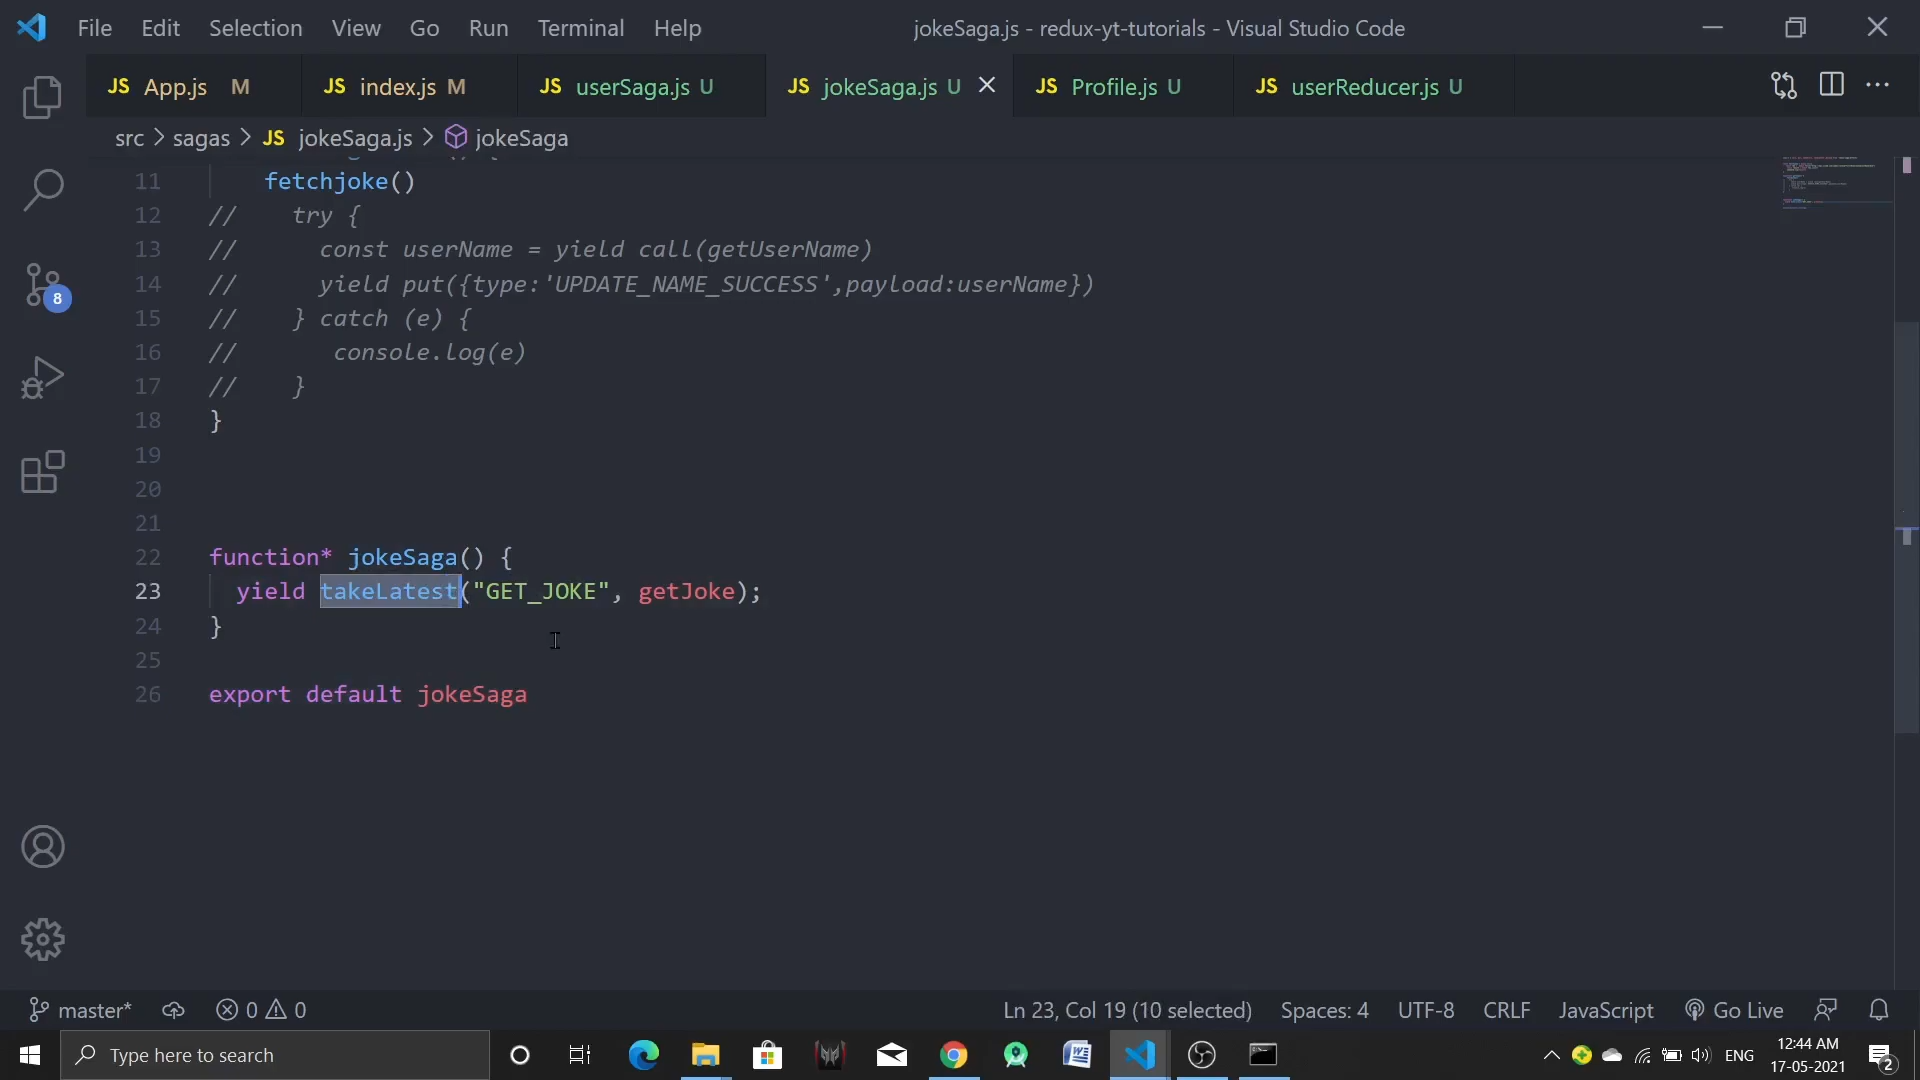 File Edit Selection View Go Run Terminal Help jokeSaga.js - redux-yt-tutorials - Visual Studio Code
JS App.js M JS index.js M JS userSaga.js U JS jokeSaga.js U JS Profile.js U JS userReducer.js U
src > sagas > JS jokeSaga.js > jokeSaga
11 fetchjoke()
12 // try {
13 // const userName = yield call(getUserName)
14 // yield put({type:'UPDATE_NAME_SUCCESS',payload:userName})
15 // } catch (e) {
16 // console.log(e)
17 // }
18 }
19
20
21
22 function* jokeSaga() {
23 yield takeLatest("GET_JOKE", getJoke);
24 }
25
26 export default jokeSaga
8
master* 0 0 Ln 23, Col 19 (10 selected) Spaces: 4 UTF-8 CRLF JavaScript Go Live
Type here to search ENG 12:44 AM
17-05-2021 2